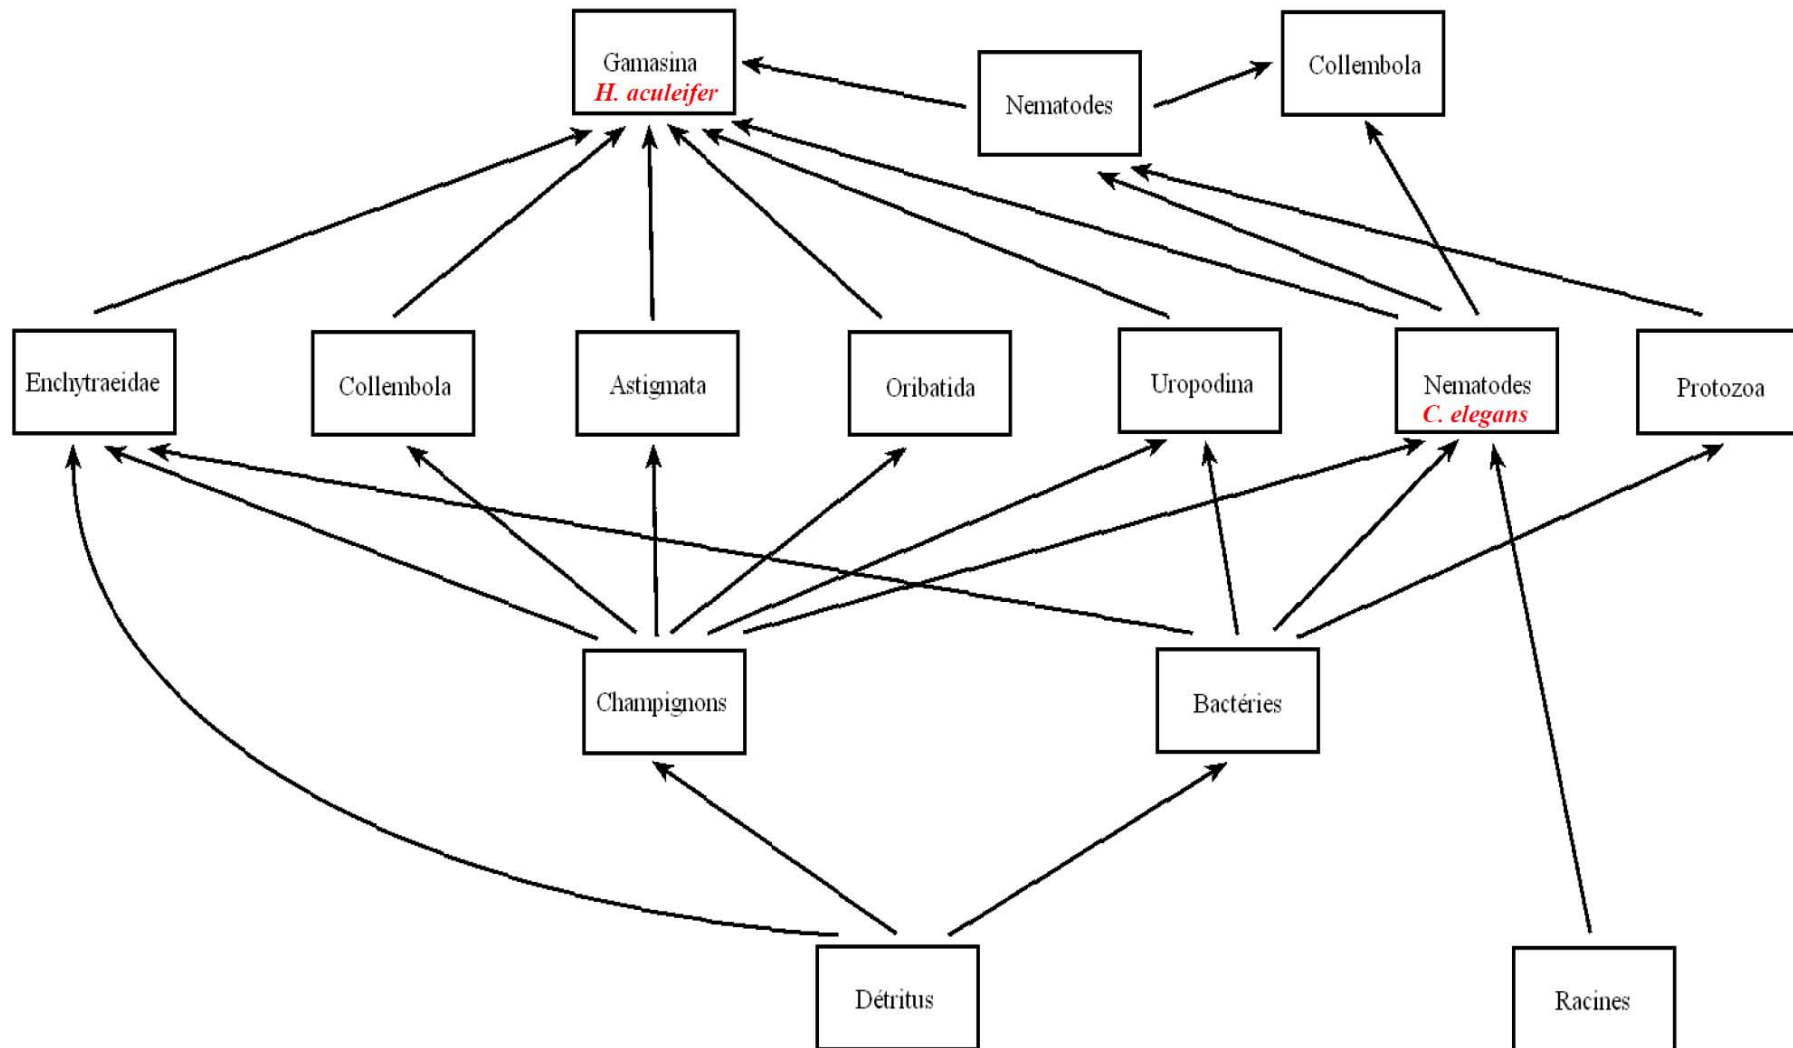 Gamasina
H. aculeifer
Nematodes
Collembola
Enchytraeidae
Collembola
Astigmata
Oribatida
Uropodina
Nematodes
C. elegans
Protozoa
Champignons
Bactéries
Détritus
Racines